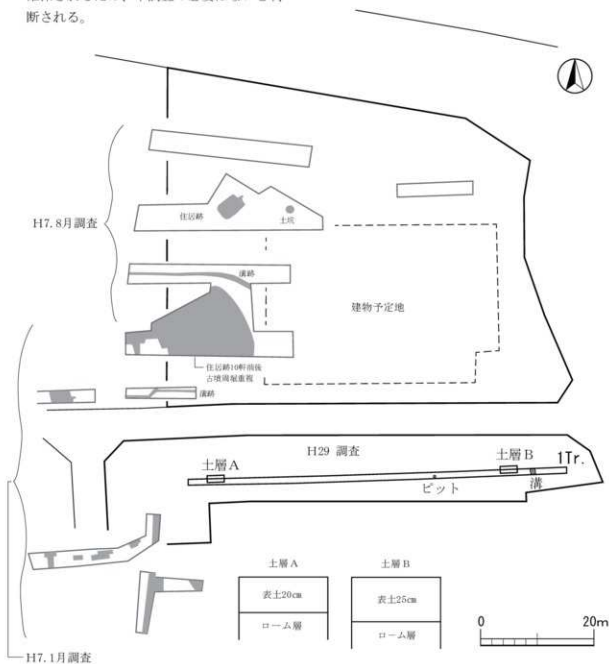 断される。
H7.8月調査
住居跡
土坑
溝跡
建物予定地
住居跡10軒前後
古墳周堀重複
溝跡
H29 調査
土層A
土層B
1Tr.
ピット
溝
土層A
土層B
表土20cm
表土25cm
ローム層
ローム層
0
20m
H7.1月調査